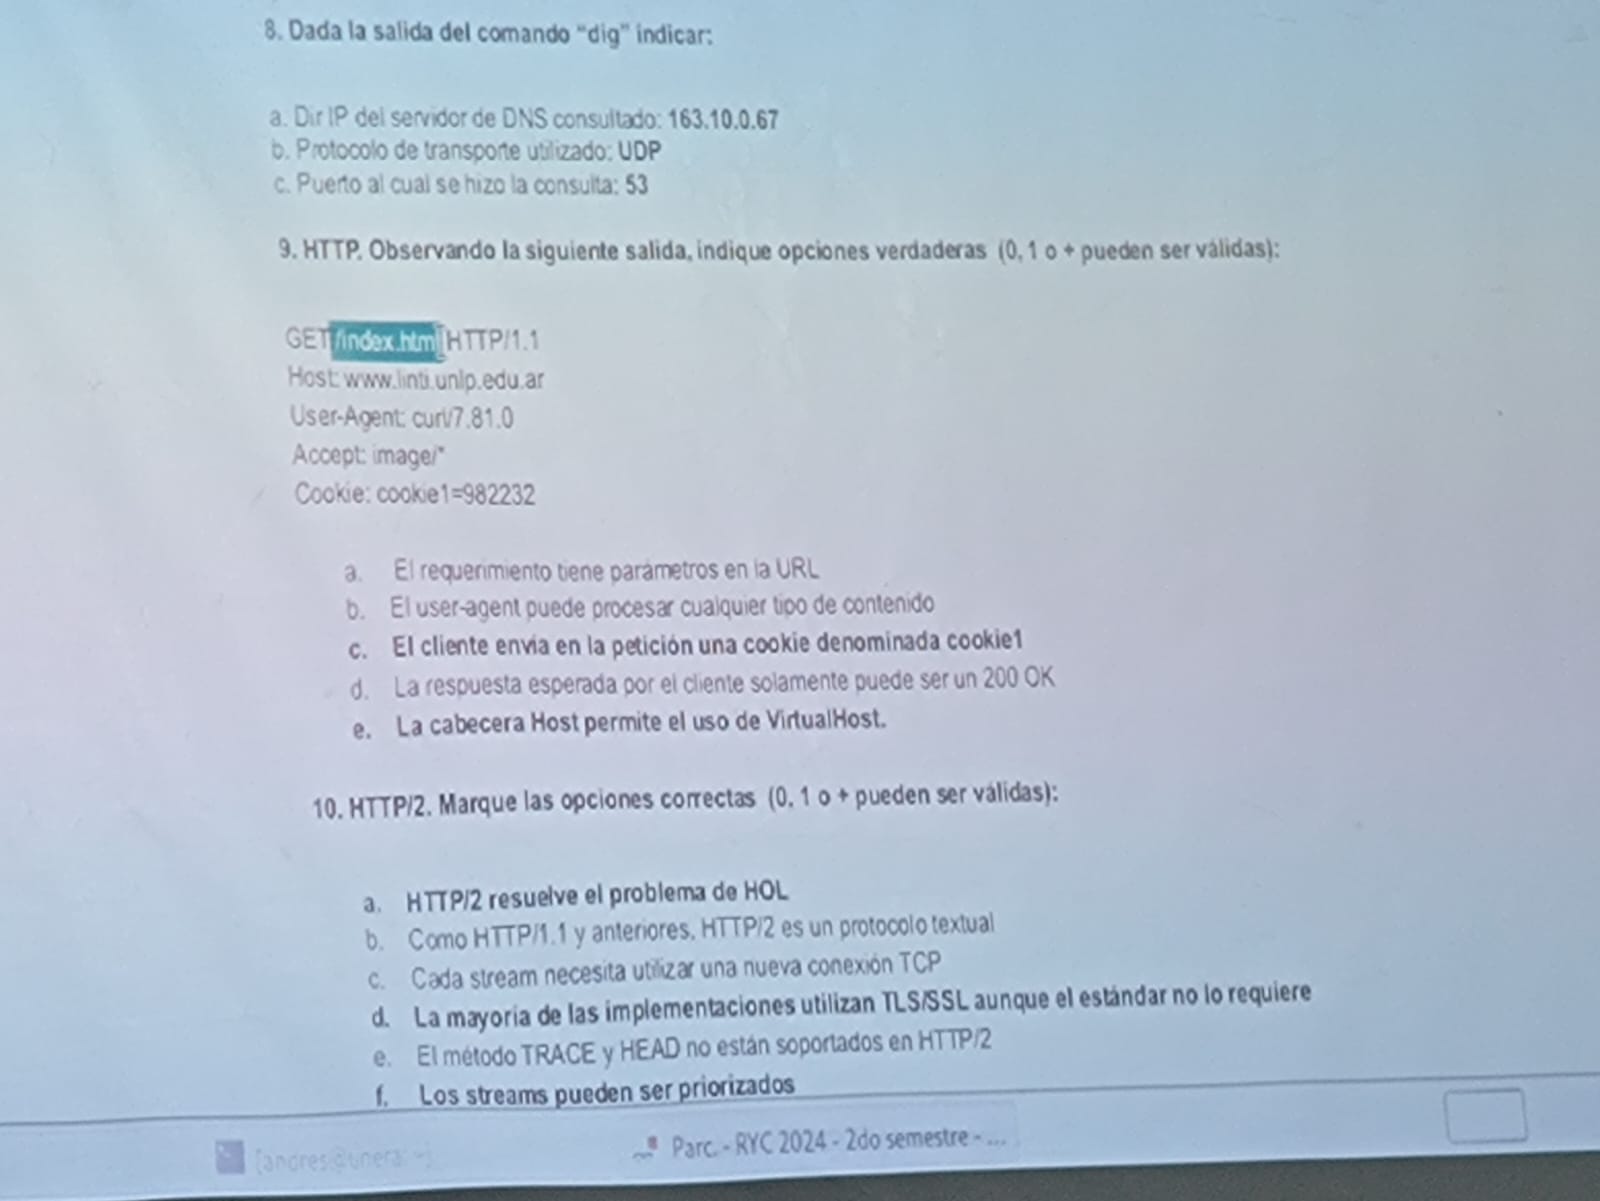 8. Dada la salida del comando "dig" indicar:
a. Dir IP del servidor de DNS consultado: 163.10.0.67
b. Protocolo de transporte utilizado: UDP
c. Puerto al cual se hizo la consulta: 53
9. HTTP. Observando la siguiente salida, indique opciones verdaderas (0, 1 o + pueden ser válidas):
GET /index.html HTTP/1.1
Host: www.linti.unlp.edu.ar
User-Agent: curl/7.81.0
Accept: image/*
Cookie: cookie1=982232
a. El requerimiento tiene parámetros en la URL
b. El user-agent puede procesar cualquier tipo de contenido
c. El cliente envía en la petición una cookie denominada cookie1
d. La respuesta esperada por el cliente solamente puede ser un 200 OK
e. La cabecera Host permite el uso de VirtualHost.
10. HTTP/2. Marque las opciones correctas (0, 1 o + pueden ser válidas):
a. HTTP/2 resuelve el problema de HOL
b. Como HTTP/1.1 y anteriores, HTTP/2 es un protocolo textual
c. Cada stream necesita utilizar una nueva conexión TCP
d. La mayoría de las implementaciones utilizan TLS/SSL aunque el estándar no lo requiere
e. El método TRACE y HEAD no están soportados en HTTP/2
f. Los streams pueden ser priorizados
Parc. - RYC 2024 - 2do semestre - ...